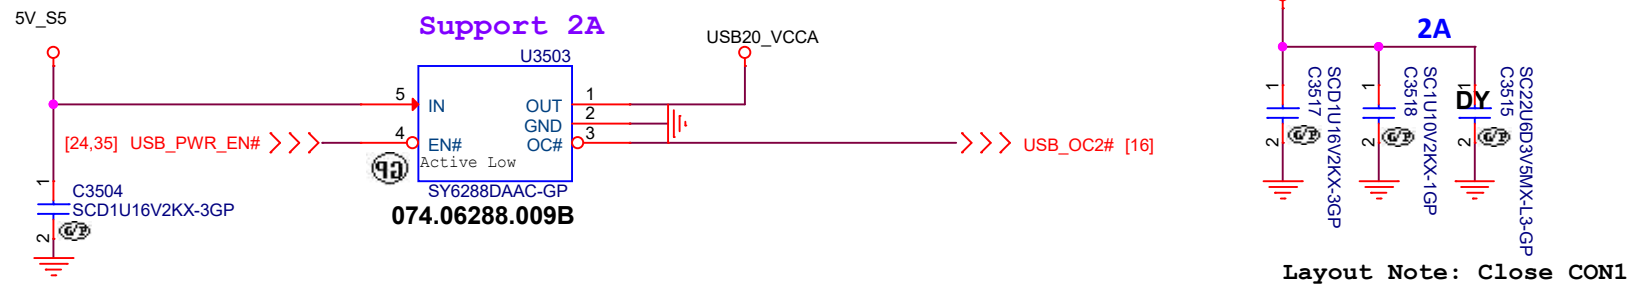 5V_S5
Support 2A
USB20_VCCA
U3503
5
IN
OUT
1
GND
2
4
EN#
OC#
3
[24,35] USB_PWR_EN#
Active Low
USB_OC2# [16]
SY6288DAAC-GP
074.06288.009B
1
C3504
SCD1U16V2KX-3GP
2
G/P
2A
1
2
C3517
SCD1U16V2KX-3GP
G/P
1
2
C3518
SC1U10V2KX-1GP
G/P
DY
1
2
C3515
SC22U6D3V5MX-L3-GP
G/P
Layout Note: Close CON1